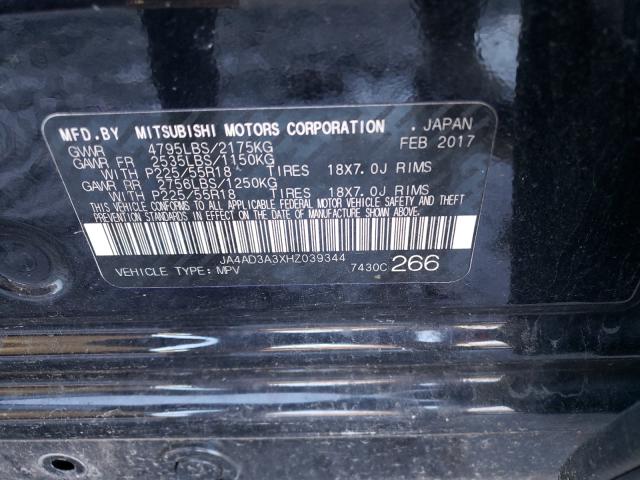 MFD.BY MITSUBISHI MOTORS CORPORATION . JAPAN
GVWR 4795LBS/2175KG FEB 2017
GAWR FR 2535LBS/1150KG
WITH P225/55R18 TIRES 18X7.0J RIMS
GAWR RR 2756LBS/1250KG
WITH P225/55R18 TIRES 18X7.0J RIMS
THIS VEHICLE CONFORMS TO ALL APPLICABLE FEDERAL MOTOR VEHICLE SAFETY AND THEFT PREVENTION
STANDARDS IN EFFECT ON THE DATE OF MANUFACTURE SHOWN ABOVE.
JA4AD3A3XHZ039344
VEHICLE TYPE: MPV 7430C 266